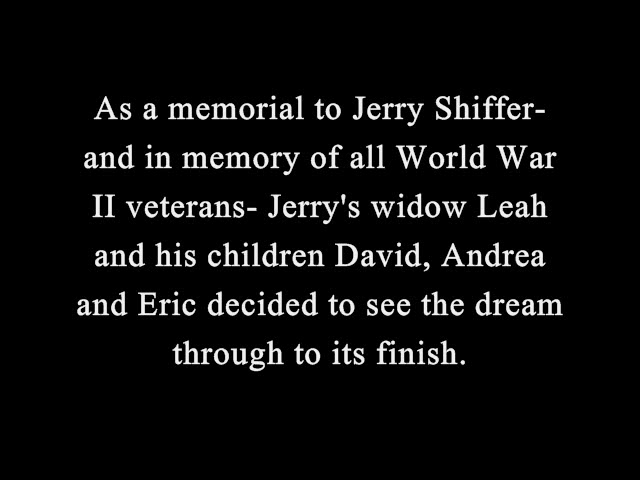 As a memorial to Jerry Shiffer-
and in memory of all World War
II veterans- Jerry's widow Leah
and his children David, Andrea
and Eric decided to see the dream
through to its finish.